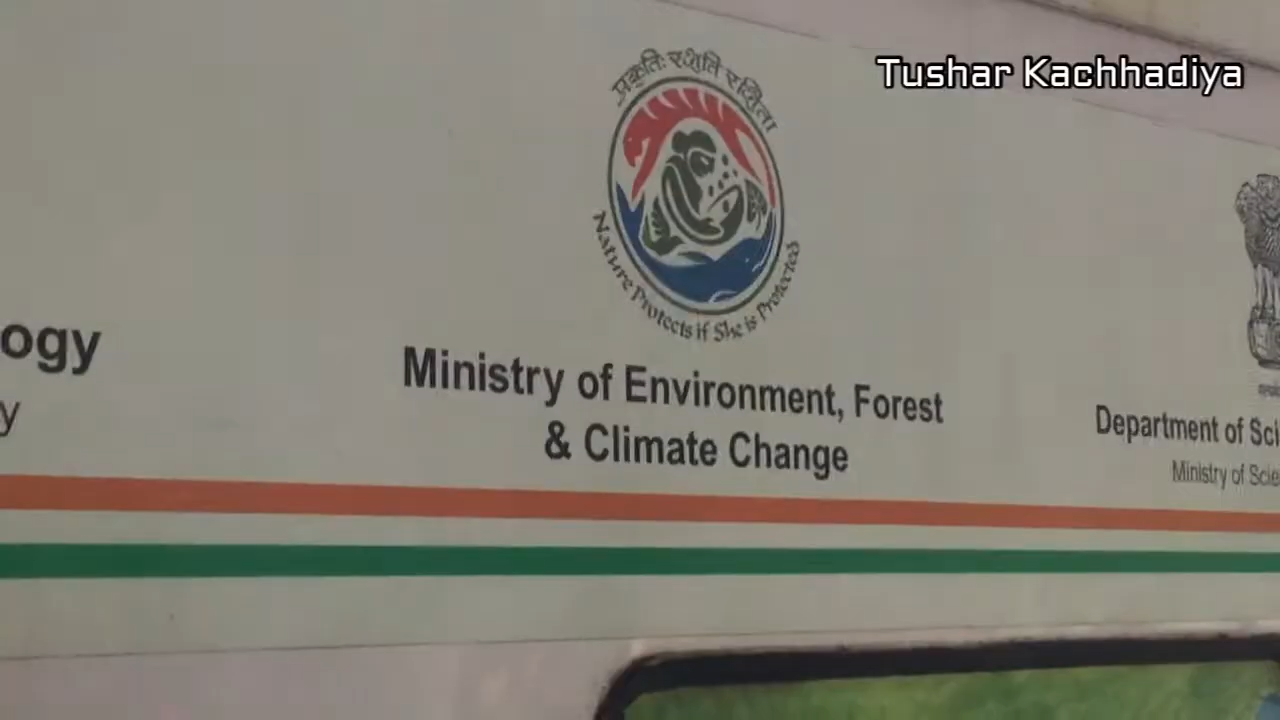 Tushar Kachhadiya
प्रकृतिः रक्षति रक्षिता
Nature Protects if She is Protected
ogy
y
Ministry of Environment, Forest
& Climate Change
Department of Sci
Ministry of Scie